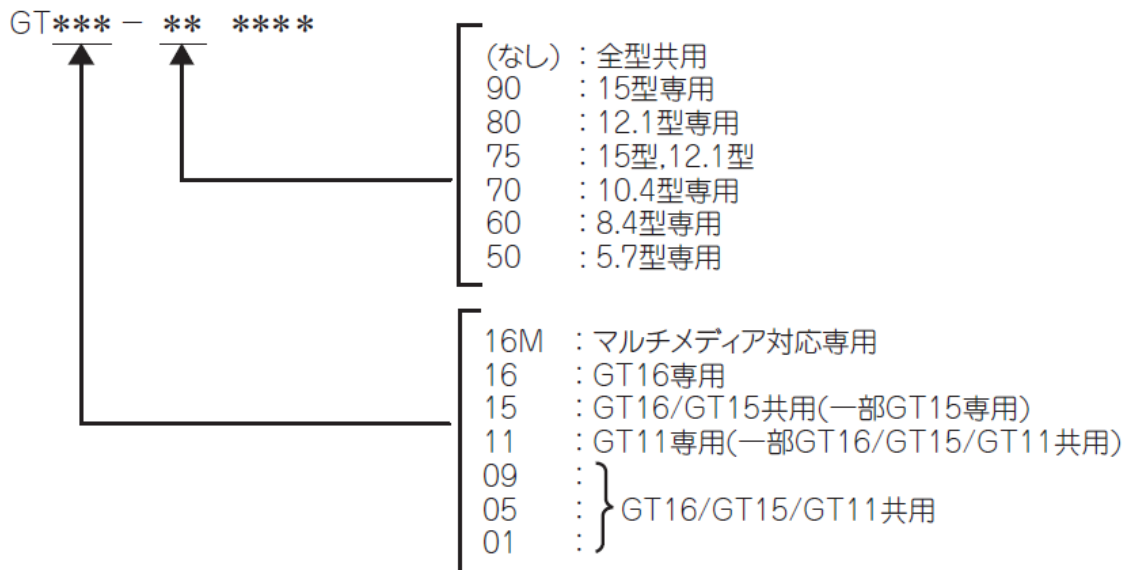 GT*** - ** ****
(なし) : 全型共用
90 : 15型専用
80 : 12.1型専用
75 : 15型,12.1型
70 : 10.4型専用
60 : 8.4型専用
50 : 5.7型専用
16M : マルチメディア対応専用
16 : GT16専用
15 : GT16/GT15共用(一部GT15専用)
11 : GT11専用(一部GT16/GT15/GT11共用)
09 :
05 : GT16/GT15/GT11共用
01 :